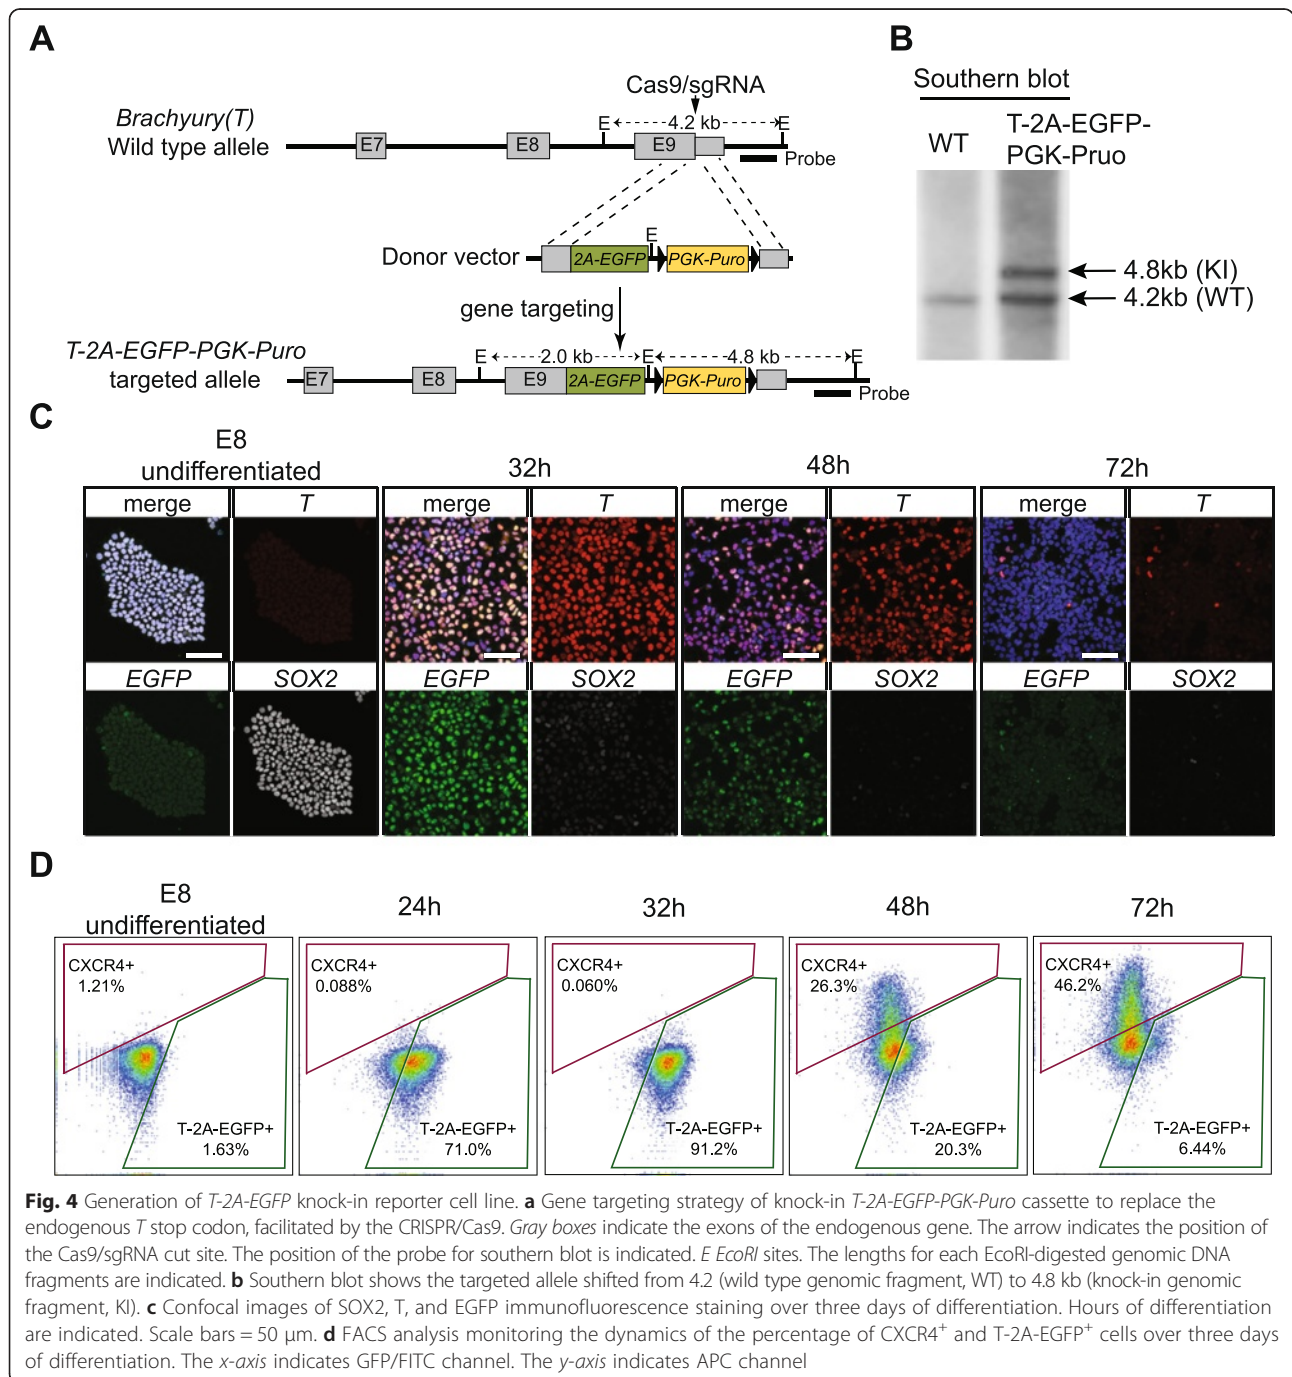 A
Cas9/sgRNA
Brachyury(T)
Wild type allele
E 4.2 kb E
E7 E8 E9
Probe
Donor vector
E
2A-EGFP PGK-Puro
gene targeting
T-2A-EGFP-PGK-Puro
targeted allele
E 2.0 kb E 4.8 kb E
E7 E8 E9 2A-EGFP PGK-Puro
Probe
B
Southern blot
WT
T-2A-EGFP-
PGK-Pruo
4.8kb (KI)
4.2kb (WT)
C
E8
undifferentiated
32h
48h
72h
merge T merge T merge T merge T
EGFP SOX2 EGFP SOX2 EGFP SOX2 EGFP SOX2
D
E8
undifferentiated
24h
32h
48h
72h
CXCR4+
1.21%
T-2A-EGFP+
1.63%
CXCR4+
0.088%
T-2A-EGFP+
71.0%
CXCR4+
0.060%
T-2A-EGFP+
91.2%
CXCR4+
26.3%
T-2A-EGFP+
20.3%
CXCR4+
46.2%
T-2A-EGFP+
6.44%
Fig. 4 Generation of T-2A-EGFP knock-in reporter cell line. a Gene targeting strategy of knock-in T-2A-EGFP-PGK-Puro cassette to replace the
endogenous T stop codon, facilitated by the CRISPR/Cas9. Gray boxes indicate the exons of the endogenous gene. The arrow indicates the position of
the Cas9/sgRNA cut site. The position of the probe for southern blot is indicated. E EcoRI sites. The lengths for each EcoRI-digested genomic DNA
fragments are indicated. b Southern blot shows the targeted allele shifted from 4.2 (wild type genomic fragment, WT) to 4.8 kb (knock-in genomic
fragment, KI). c Confocal images of SOX2, T, and EGFP immunofluorescence staining over three days of differentiation. Hours of differentiation
are indicated. Scale bars = 50 μm. d FACS analysis monitoring the dynamics of the percentage of CXCR4⁺ and T-2A-EGFP⁺ cells over three days
of differentiation. The x-axis indicates GFP/FITC channel. The y-axis indicates APC channel